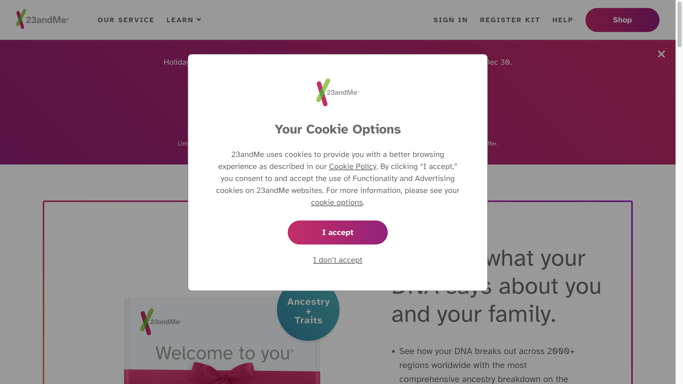 23andMe
OUR SERVICE
LEARN
SIGN IN
REGISTER KIT
HELP
Shop
Holiday
Dec 30.
Lim
offer.
23andMe
Your Cookie Options
23andMe uses cookies to provide you with a better browsing
experience as described in our Cookie Policy. By clicking “I accept,”
you consent to and accept the use of Functionality and Advertising
cookies on 23andMe websites. For more information, please see your
cookie options.
I accept
I don't accept
what your
DNA says about you
and your family.
Ancestry
+
Traits
23andMe
Welcome to you
• See how your DNA breaks out across 2000+
regions worldwide with the most
comprehensive ancestry breakdown on the